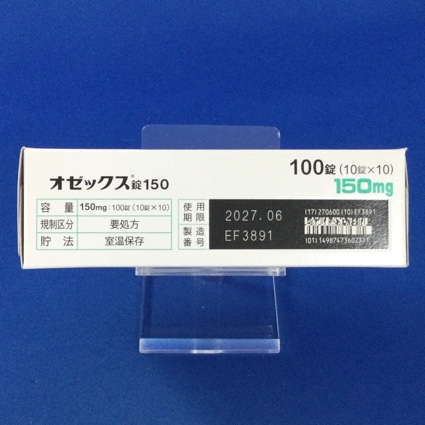 100錠(10錠×10)
150mg
オゼックス®錠150
容量 150mg:100錠(10錠×10)
規制区分 要処方
貯法 室温保存
使用期限 2027.06
製造番号 EF3891
(17)270600(10)EF3891
(01)14987473602311